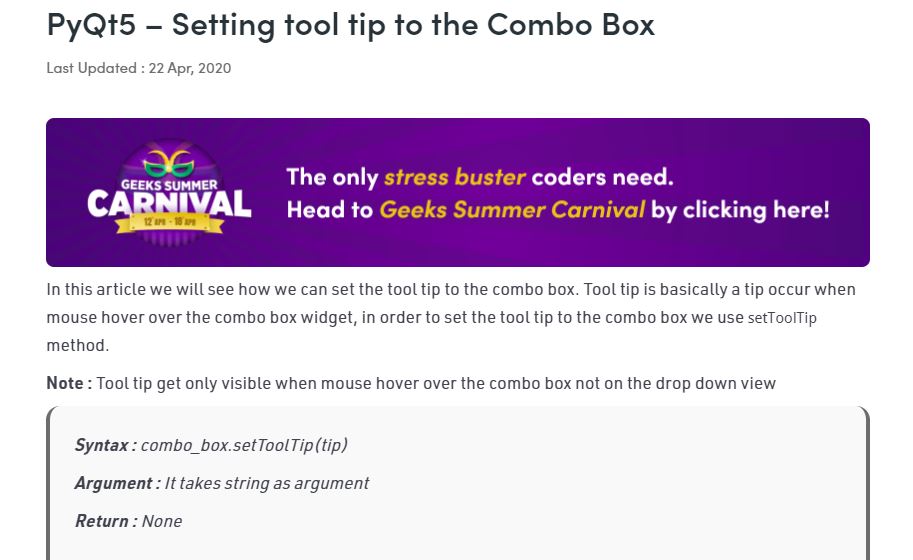 PyQt5 – Setting tool tip to the Combo Box
Last Updated : 22 Apr, 2020
GEEKS SUMMER
CARNIVAL
12 APR - 18 APR
The only stress buster coders need.
Head to Geeks Summer Carnival by clicking here!
In this article we will see how we can set the tool tip to the combo box. Tool tip is basically a tip occur when
mouse hover over the combo box widget, in order to set the tool tip to the combo box we use setToolTip
method.
Note : Tool tip get only visible when mouse hover over the combo box not on the drop down view
Syntax : combo_box.setToolTip(tip)
Argument : It takes string as argument
Return : None